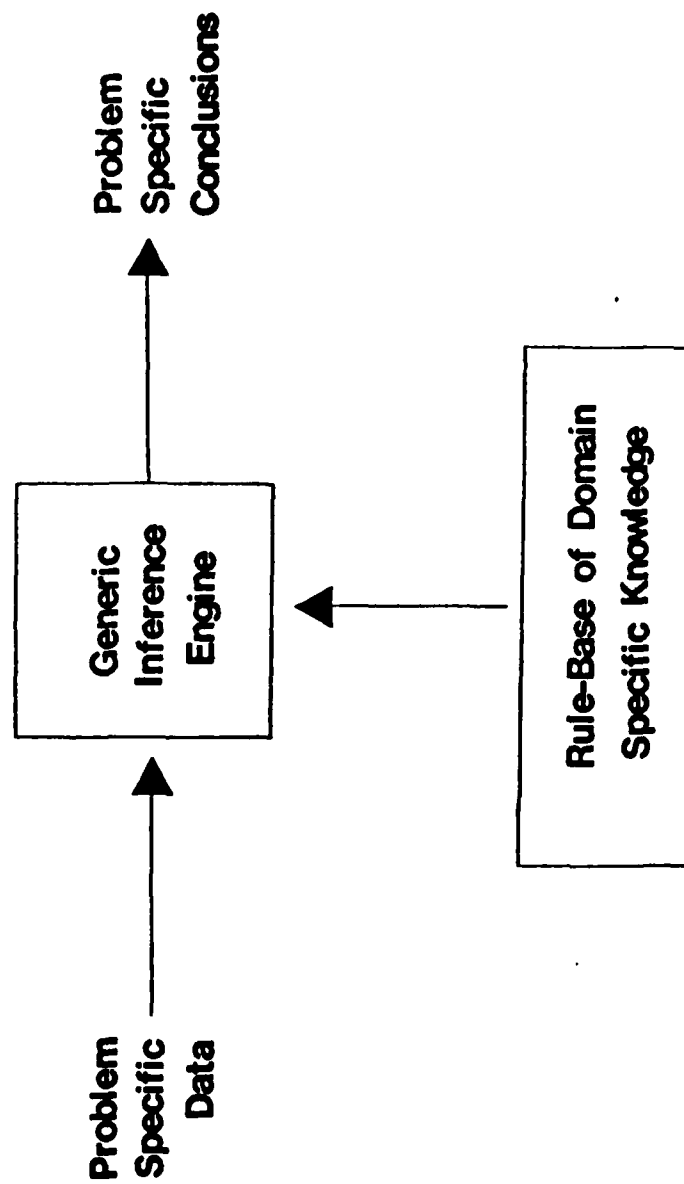 Problem
Specific
Data
Generic
Inference
Engine
Problem
Specific
Conclusions
Rule-Base of Domain
Specific Knowledge